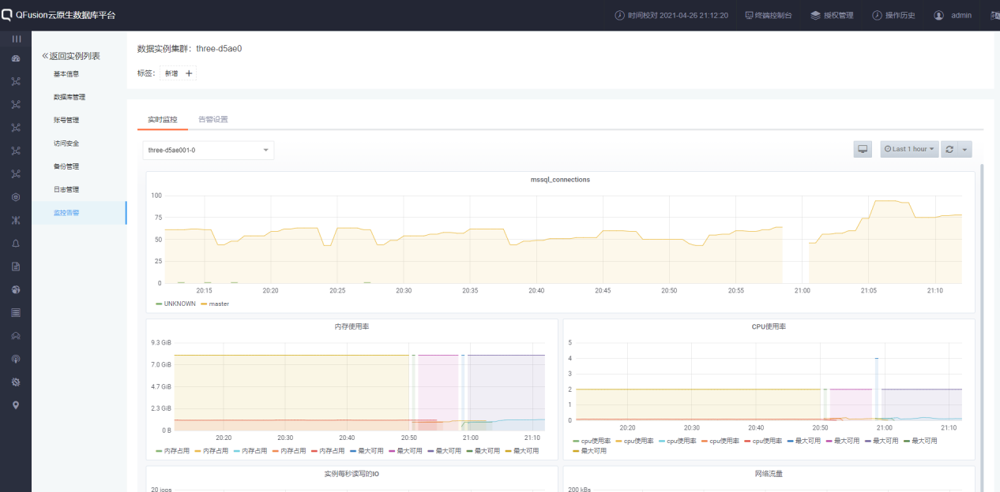 QFusion云原生数据库平台
时间校对 2021-04-26 21:12:20
终端控制台
授权管理
操作历史
admin
返回实例列表
基本信息
数据库管理
账号管理
访问安全
备份管理
日志管理
监控告警
数据实例集群：three-d5ae0
标签：
新增 +
实时监控
告警设置
three-d5ae001-0
Last 1 hour
mssql_connections
100
75
50
25
0
20:15 20:20 20:25 20:30 20:35 20:40 20:45 20:50 20:55 21:00 21:05 21:10
UNKNOWN master
内存使用率
9.3 GiB
7.0 GiB
4.7 GiB
2.3 GiB
0 B
20:20 20:30 20:40 20:50 21:00 21:10
内存占用 内存占用 内存占用 内存占用 内存占用 最大可用 最大可用 最大可用 最大可用 最大可用
CPU使用率
5
4
3
2
1
0
20:20 20:30 20:40 20:50 21:00 21:10
cpu使用率 cpu使用率 cpu使用率 cpu使用率 cpu使用率 最大可用 最大可用 最大可用 最大可用
最大可用
实例每秒读写的IO
20 iops
网络流量
200 kBs